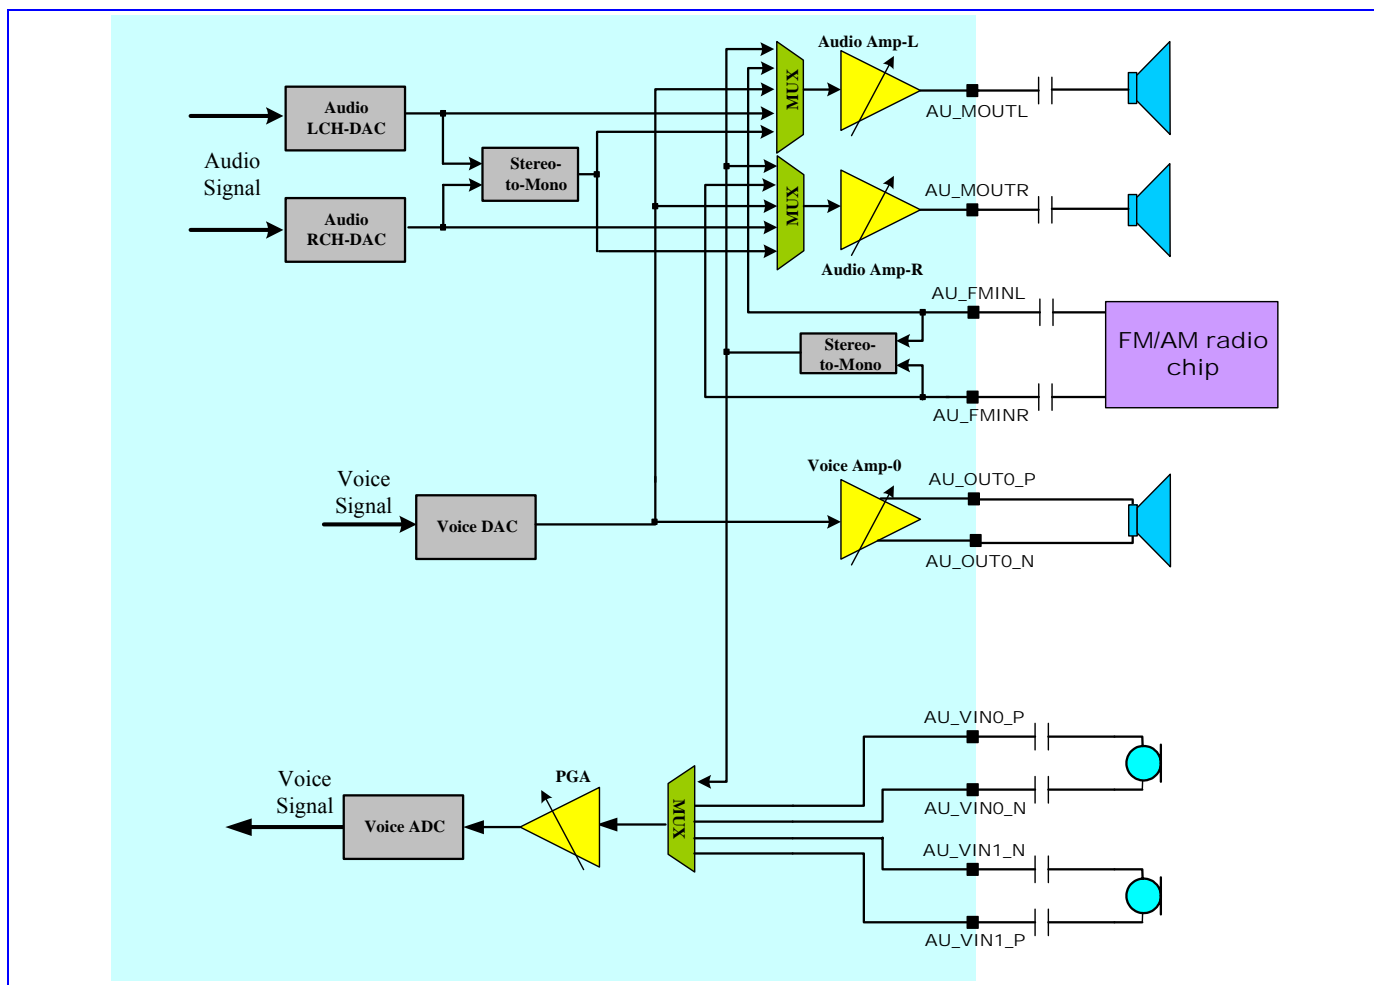 Audio Amp-L
MUX
AU_MOUTL
Audio
LCH-DAC
Audio
Signal
Stereo-
to-Mono
MUX
AU_MOUTR
Audio
RCH-DAC
Audio Amp-R
AU_FMINL
Stereo-
to-Mono
FM/AM radio
chip
AU_FMINR
Voice Amp-0
Voice
Signal
AU_OUT0_P
Voice DAC
AU_OUT0_N
AU_VIN0_P
Voice
Signal
PGA
MUX
AU_VIN0_N
Voice ADC
AU_VIN1_N
AU_VIN1_P